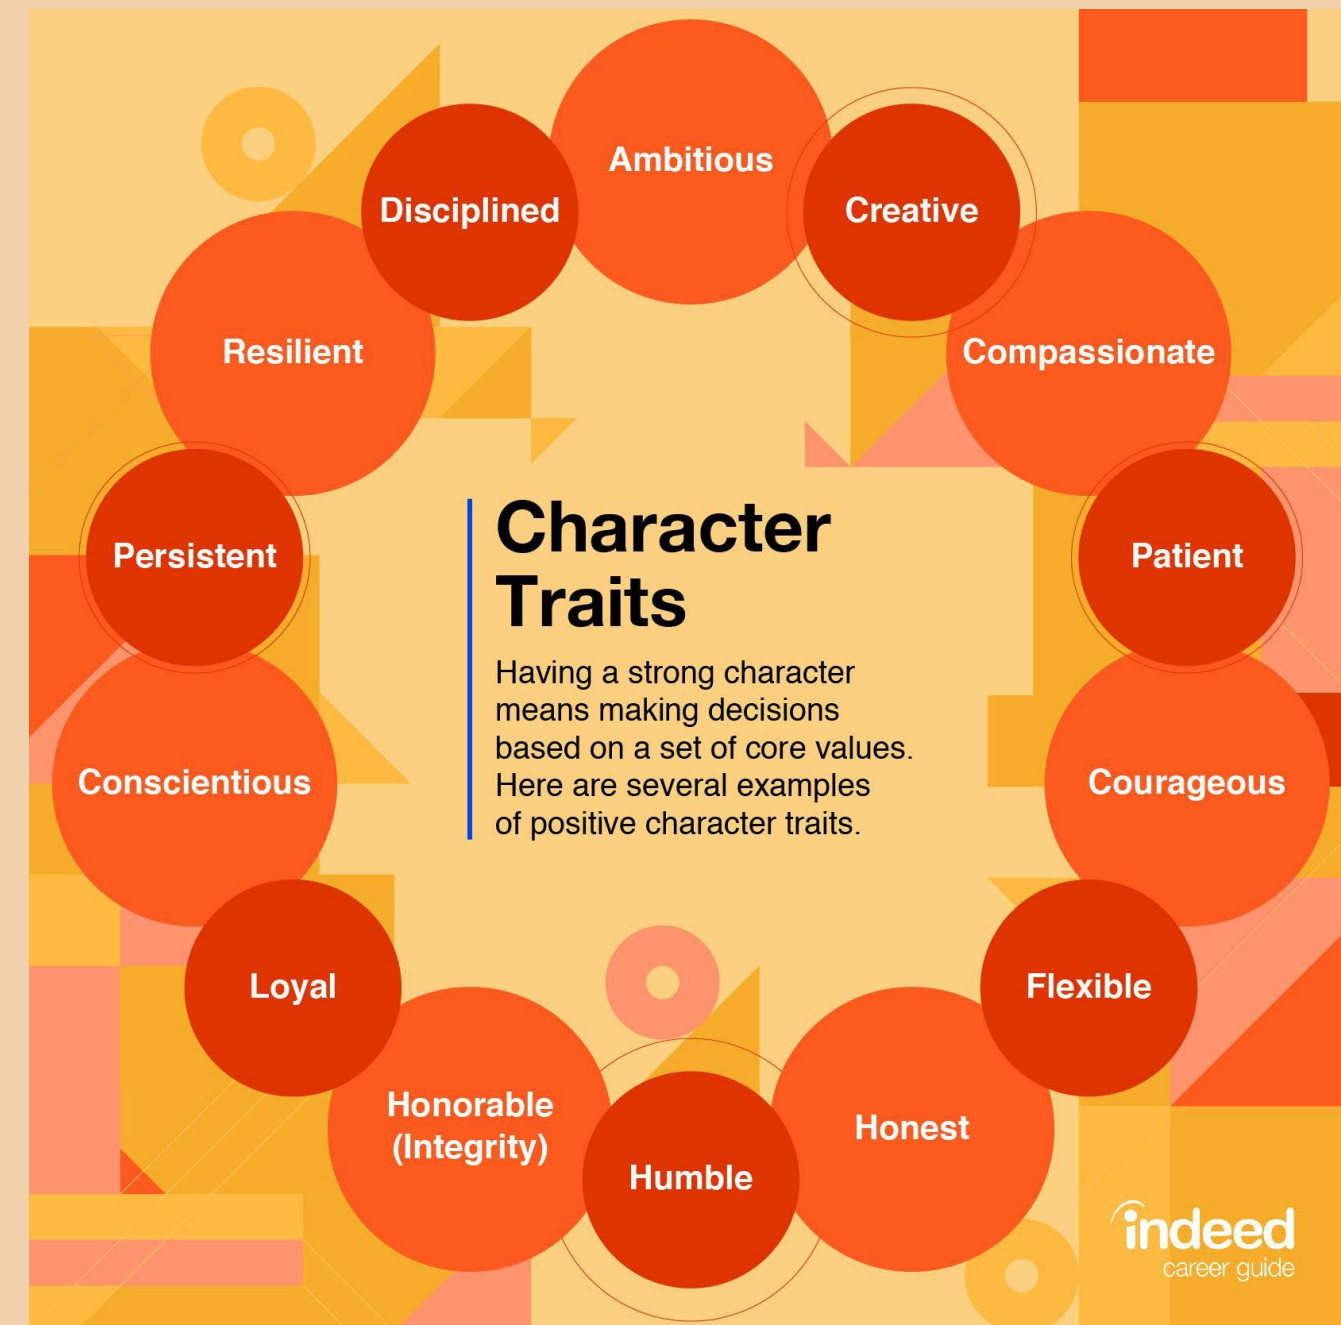 Ambitious
Disciplined
Creative
Resilient
Compassionate
Character
Traits
Having a strong character
means making decisions
based on a set of core values.
Here are several examples
of positive character traits.
Persistent
Patient
Conscientious
Courageous
Loyal
Flexible
Honorable
(Integrity)
Honest
Humble
indeed
career guide